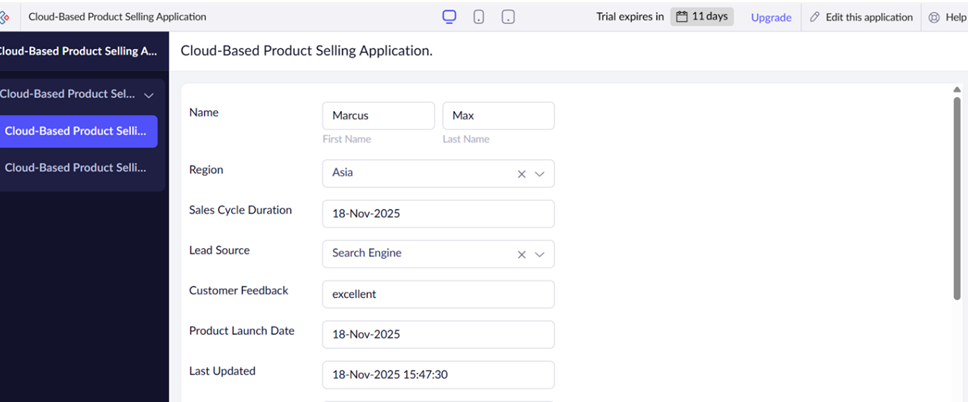 Cloud-Based Product Selling Application
Trial expires in 11 days Upgrade Edit this application Help
Cloud-Based Product Selling A...
Cloud-Based Product Selling Application.
Cloud-Based Product Sel...
Cloud-Based Product Selli...
Cloud-Based Product Selli...
Name Marcus Max
First Name Last Name
Region Asia
Sales Cycle Duration 18-Nov-2025
Lead Source Search Engine
Customer Feedback excellent
Product Launch Date 18-Nov-2025
Last Updated 18-Nov-2025 15:47:30